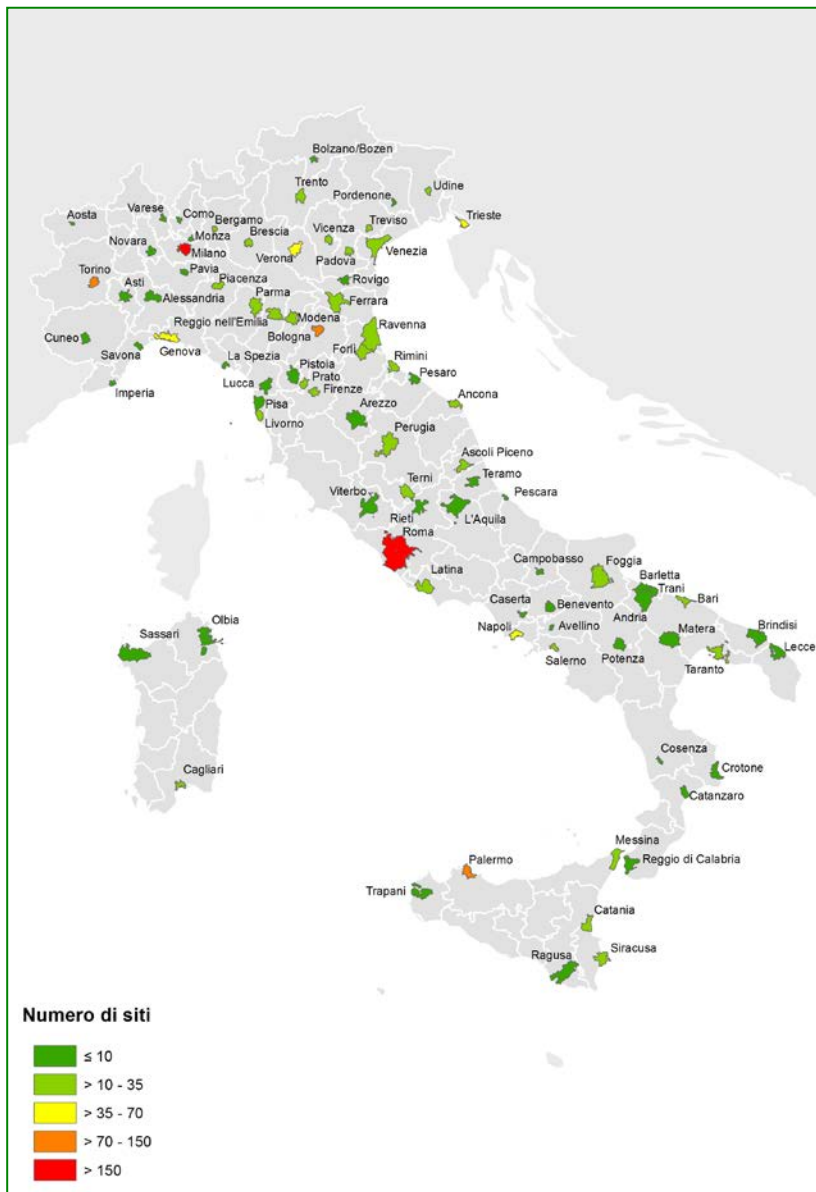 Bolzano/Bozen
Trento
Pordenone
Udine
Aosta
Varese
Como
Bergamo
Brescia
Vicenza
Treviso
Trieste
Novara
Monza
Milano
Verona
Padova
Venezia
Torino
Asti
Pavia
Piacenza
Rovigo
Alessandria
Parma
Ferrara
Reggio nell'Emilia
Modena
Ravenna
Cuneo
Bologna
Savona
Genova
La Spezia
Forlì
Pistoia
Rimini
Imperia
Lucca
Prato
Pesaro
Firenze
Pisa
Arezzo
Ancona
Livorno
Perugia
Ascoli Piceno
Terni
Teramo
Viterbo
Pescara
Rieti
L'Aquila
Roma
Latina
Campobasso
Foggia
Barletta
Trani
Caserta
Benevento
Bari
Andria
Napoli
Avellino
Matera
Brindisi
Salerno
Potenza
Lecce
Taranto
Olbia
Sassari
Cagliari
Cosenza
Crotone
Catanzaro
Messina
Palermo
Reggio di Calabria
Trapani
Catania
Ragusa
Siracusa
Numero di siti
≤ 10
> 10 - 35
> 35 - 70
> 70 - 150
> 150